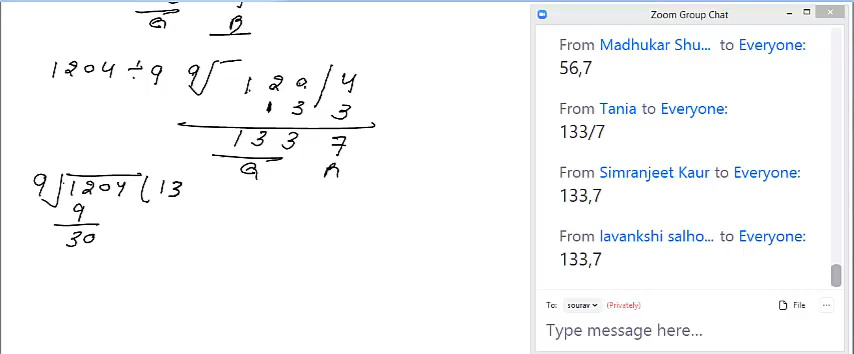 Q R
1204 ÷ 9 9 1 2 0 / 4
1 3 3
1 3 3 7
Q R
9 1204 ( 13
9
30
Zoom Group Chat
From Madhukar Shu... to Everyone:
56,7
From Tania to Everyone:
133/7
From Simranjeet Kaur to Everyone:
133,7
From lavankshi salho... to Everyone:
133,7
To: sourav (Privately) File ...
Type message here...